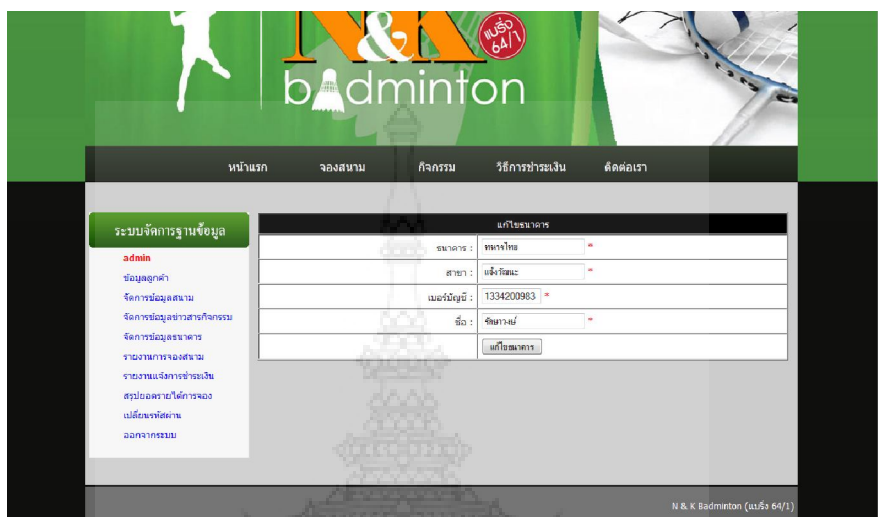 N&K
แบริ่ง
64/1
badminton
หน้าแรก จองสนาม กิจกรรม วิธีการชำระเงิน ติดต่อเรา
ระบบจัดการฐานข้อมูล
admin
ข้อมูลลูกค้า
จัดการข้อมูลสนาม
จัดการข้อมูลข่าวสารกิจกรรม
จัดการข้อมูลธนาคาร
รายงานการจองสนาม
รายงานแจ้งการชำระเงิน
สรุปยอดรายได้การจอง
เปลี่ยนรหัสผ่าน
ออกจากระบบ
แก้ไขธนาคาร
ธนาคาร : ทหารไทย *
สาขา : แจ้งวัฒนะ *
เบอร์บัญชี : 1334200983 *
ชื่อ : *
แก้ไขธนาคาร
N & K Badminton (แบริ่ง 64/1)